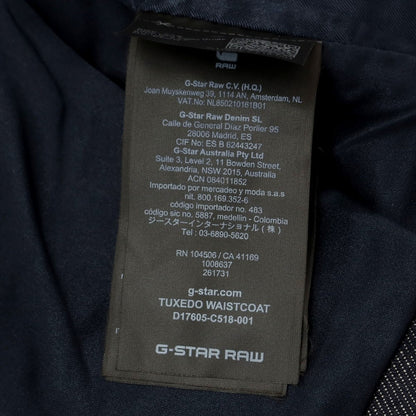 RAW
G-Star Raw C.V. (H.Q.)
Joan Muyskenweg 39, 1114 AN, Amsterdam, NL
VAT.No: NL850210161B01
G-Star Raw Denim SL
Calle de General Díaz Porlier 95
28006 Madrid, ES
CIF No: ES B 62443247
G-Star Australia Pty Ltd
Suite 3, Level 2, 11 Bowden Street,
Alexandria, NSW 2015, Australia
ACN 084011852
Importado por mercadeo y moda s.a.s
nit. 800.169.352-6
código importador no. 483
código sic no. 5887, medellin - Colombia
ジースターインターナショナル (株)
Tel : 03-6890-5620
RN 104506 / CA 41169
1008637
261731
g-star.com
TUXEDO WAISTCOAT
D17605-C518-001
G-STAR RAW